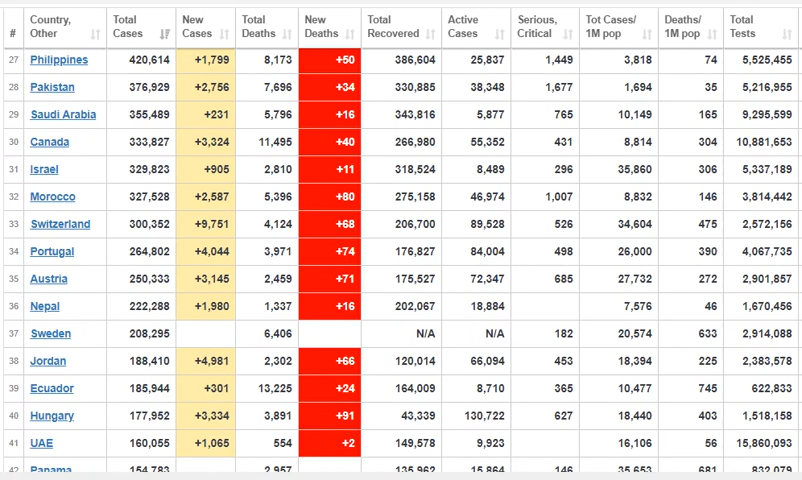 # Country, Other Total Cases New Cases Total Deaths New Deaths Total Recovered Active Cases Serious, Critical Tot Cases/ 1M pop Deaths/ 1M pop Total Tests
27 Philippines 420,614 +1,799 8,173 +50 386,604 25,837 1,449 3,818 74 5,525,455
28 Pakistan 376,929 +2,756 7,696 +34 330,885 38,348 1,677 1,694 35 5,216,955
29 Saudi Arabia 355,489 +231 5,796 +16 343,816 5,877 765 10,149 165 9,295,599
30 Canada 333,827 +3,324 11,495 +40 266,980 55,352 431 8,814 304 10,881,653
31 Israel 329,823 +905 2,810 +11 318,524 8,489 296 35,860 306 5,337,189
32 Morocco 327,528 +2,587 5,396 +80 275,158 46,974 1,007 8,832 146 3,814,442
33 Switzerland 300,352 +9,751 4,124 +68 206,700 89,528 526 34,604 475 2,572,156
34 Portugal 264,802 +4,044 3,971 +74 176,827 84,004 498 26,000 390 4,067,735
35 Austria 250,333 +3,145 2,459 +71 175,527 72,347 685 27,732 272 2,901,857
36 Nepal 222,288 +1,980 1,337 +16 202,067 18,884 7,576 46 1,670,456
37 Sweden 208,295 6,406 N/A N/A 182 20,574 633 2,914,088
38 Jordan 188,410 +4,981 2,302 +66 120,014 66,094 453 18,394 225 2,383,578
39 Ecuador 185,944 +301 13,225 +24 164,009 8,710 365 10,477 745 622,833
40 Hungary 177,952 +3,334 3,891 +91 43,339 130,722 627 18,440 403 1,518,158
41 UAE 160,055 +1,065 554 +2 149,578 9,923 16,106 56 15,860,093
42 Panama 154,783 2,957 135,962 15,864 146 35,653 681 832,079